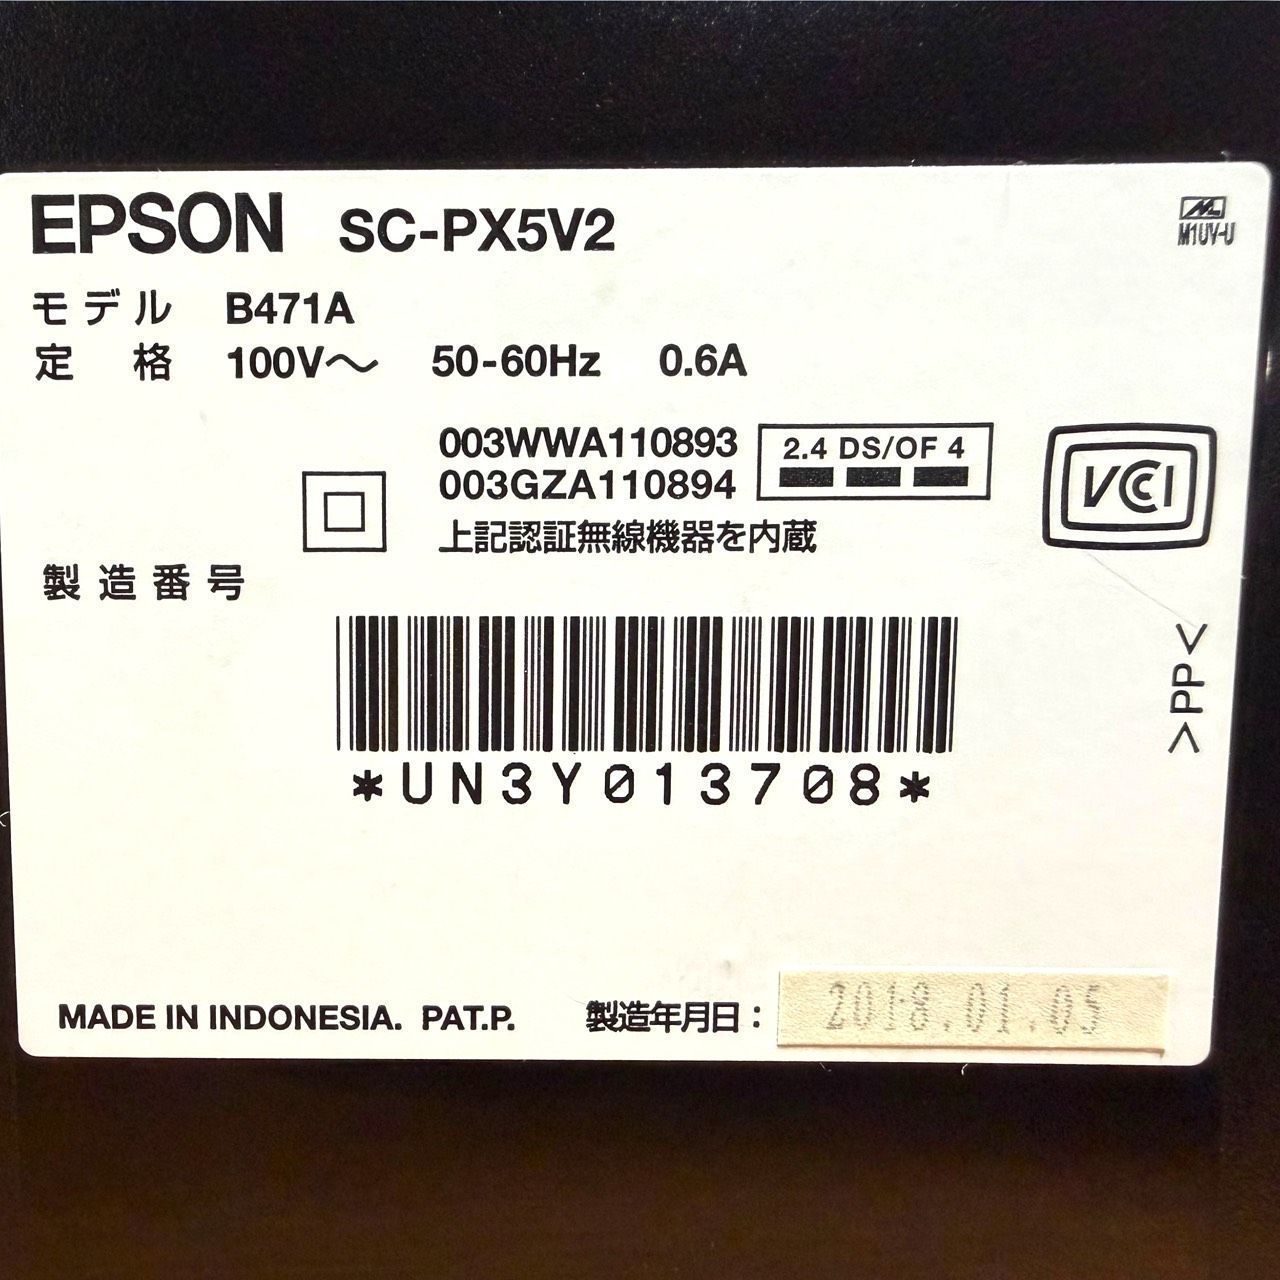 EPSON SC-PX5V2
M1UV-U
モデル B471A
定格 100V～ 50-60Hz 0.6A
003WWA110893
003GZA110894
2.4 DS/OF 4
上記認証無線機器を内蔵
VCCI
製造番号
*UN3Y013708*
>PP<
MADE IN INDONESIA. PAT.P.
製造年月日：2018.01.05